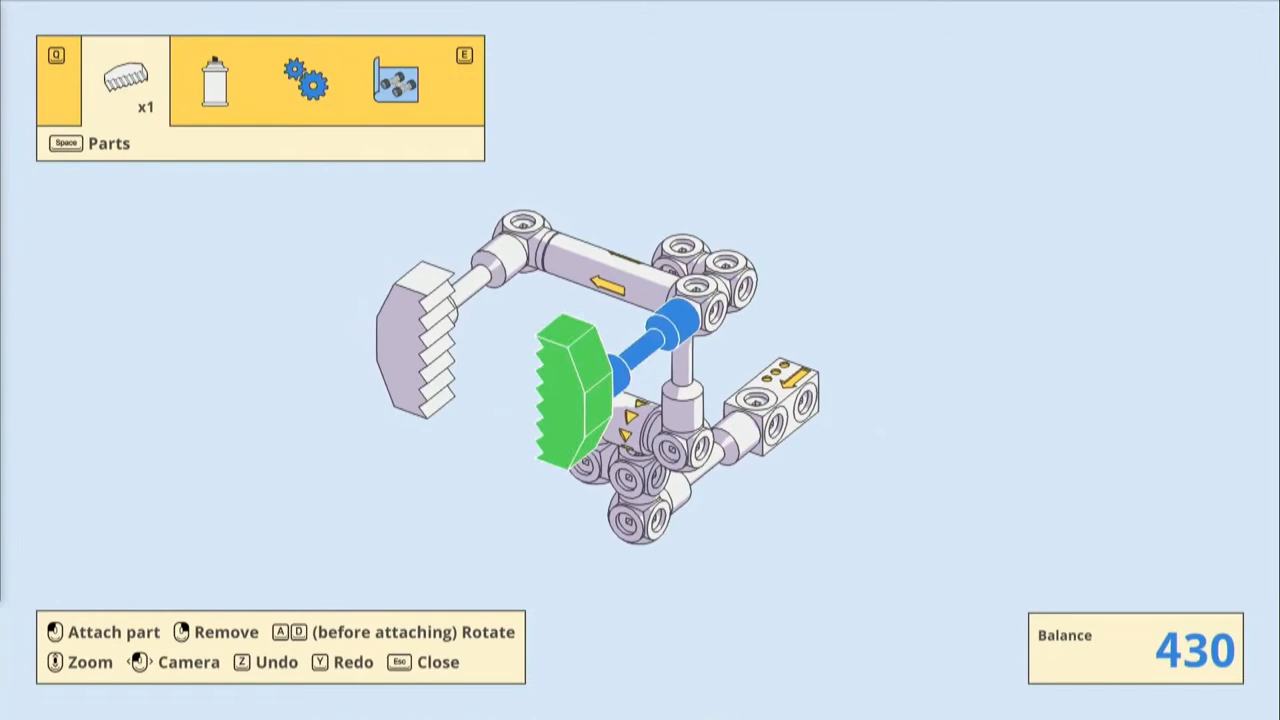 Q
E
x1
Space Parts
Attach part Remove A D (before attaching) Rotate
Zoom Camera Z Undo Y Redo Esc Close
Balance
430